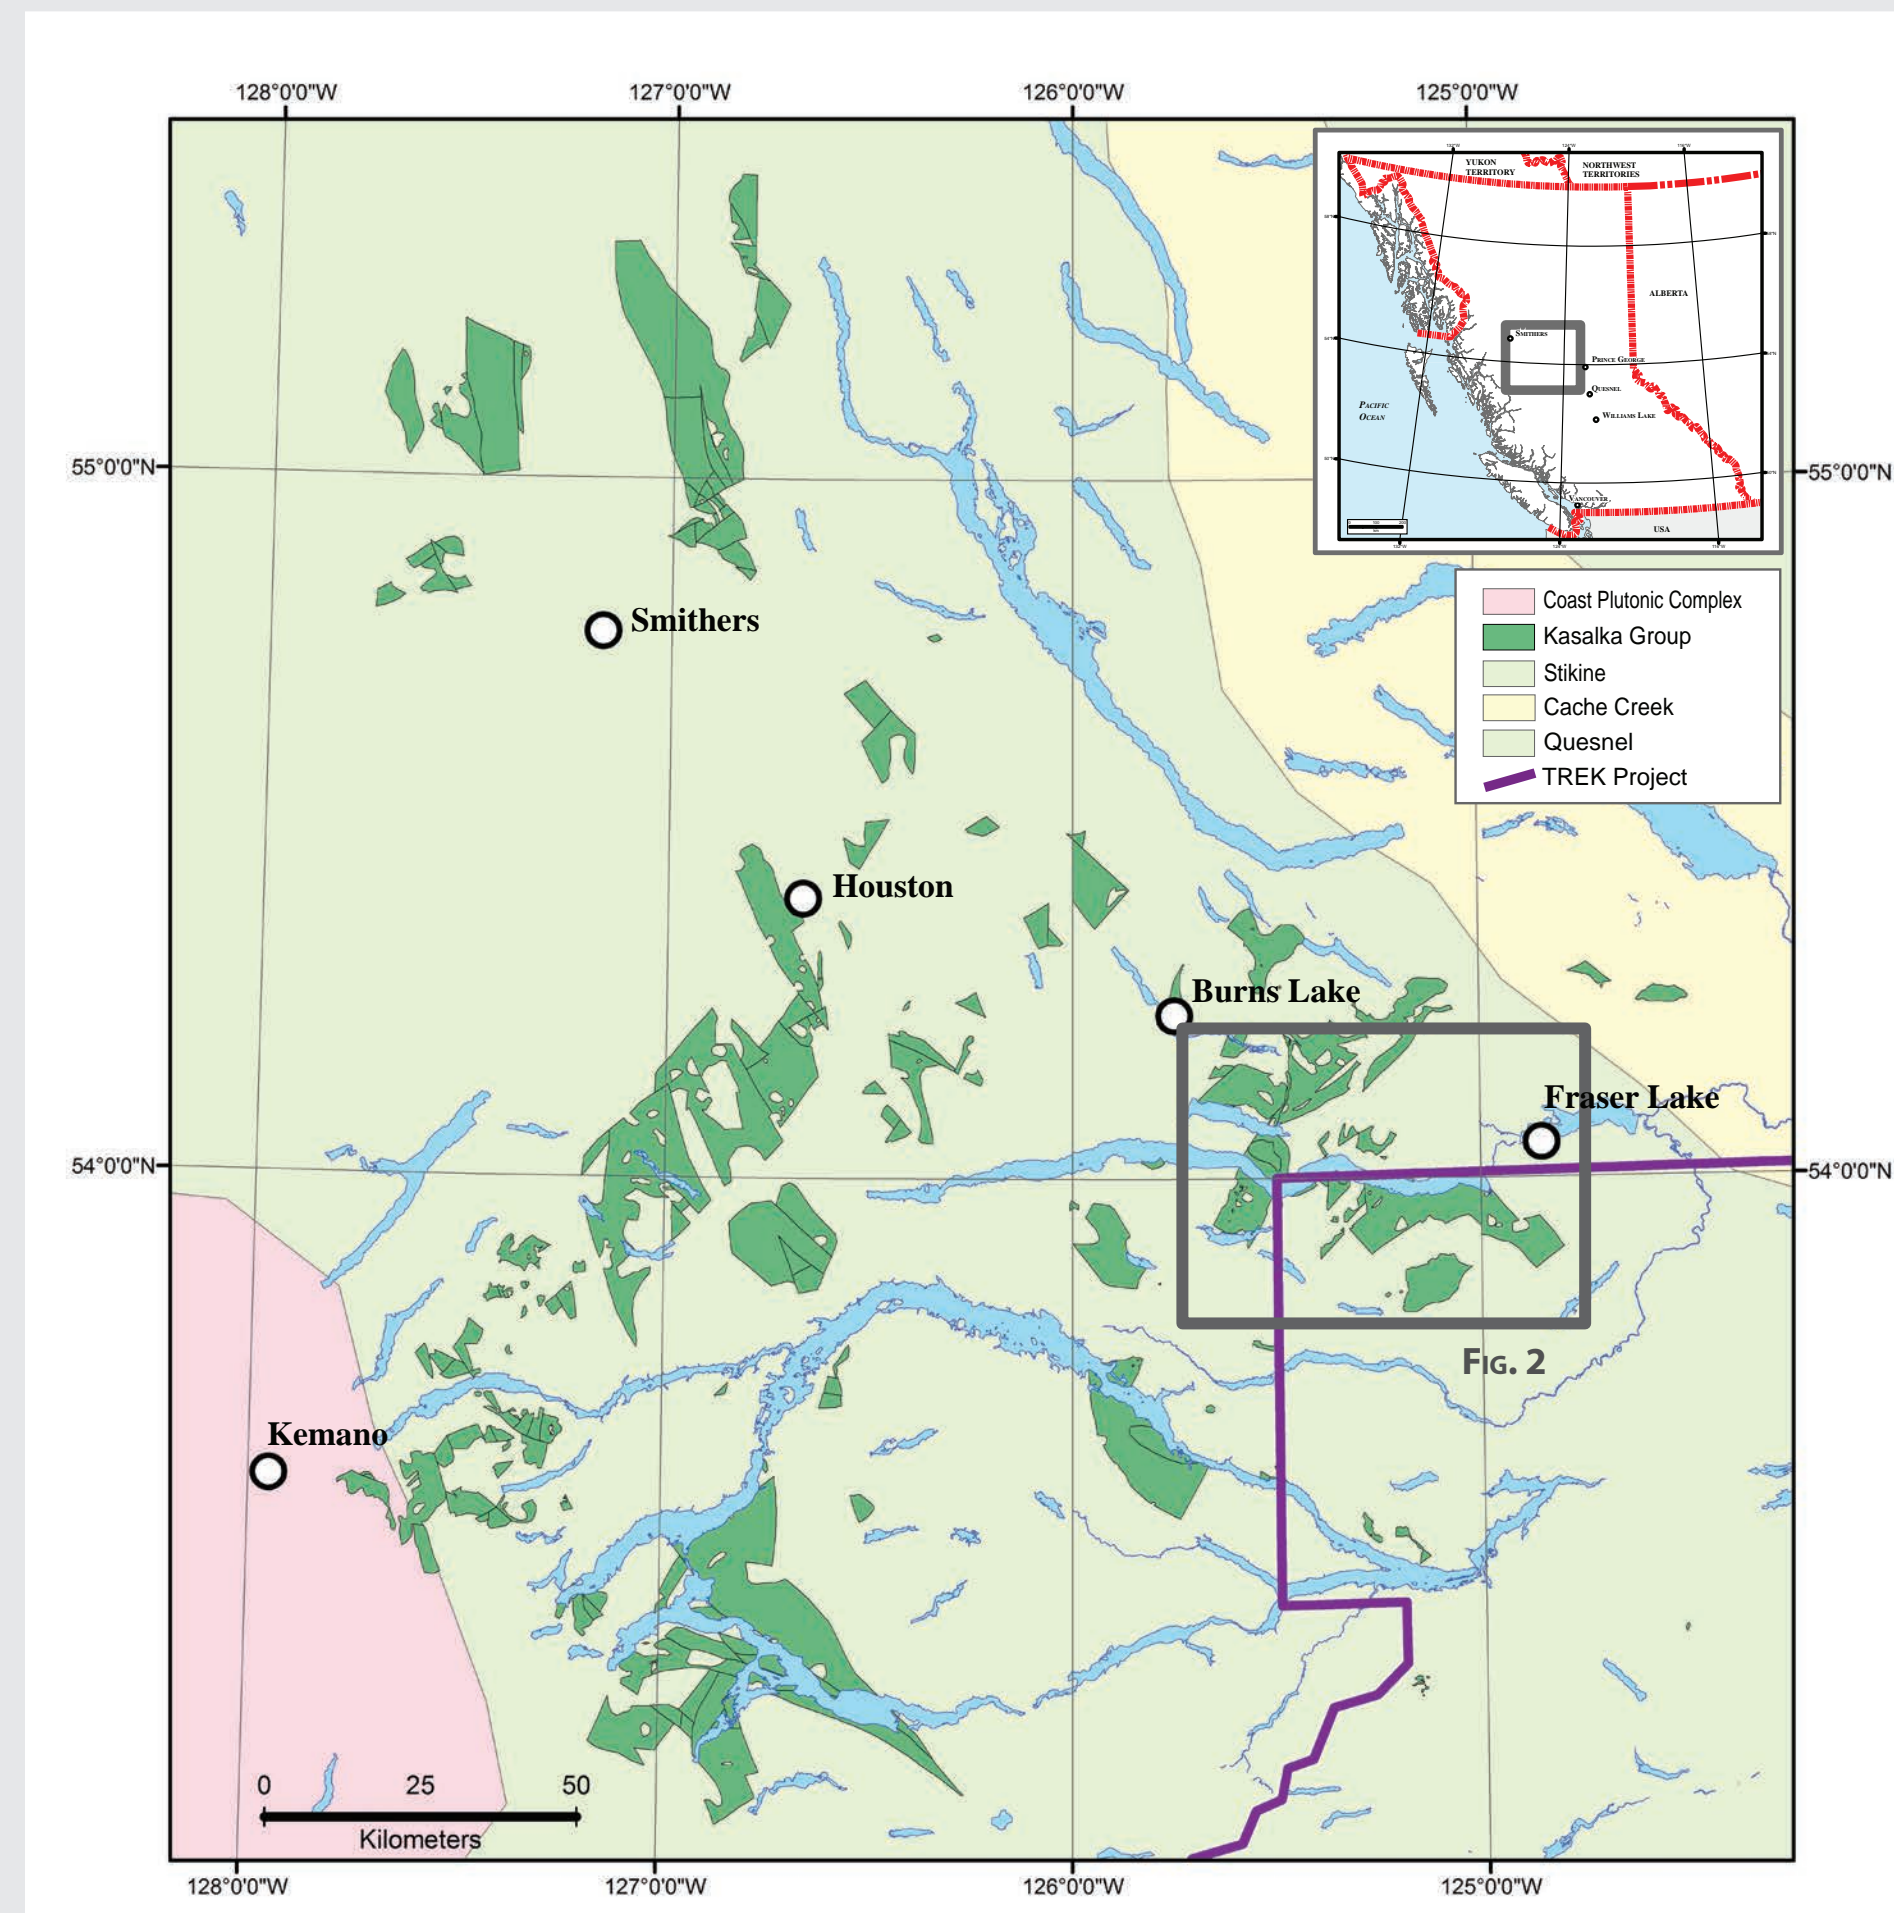 128°0'0"W 127°0'0"W 126°0'0"W 125°0'0"W
YUKON
TERRITORY
NORTHWEST
TERRITORIES
ALBERTA
SMITHERS
PRINCE GEORGE
QUESNEL
WILLIAMS LAKE
PACIFIC
OCEAN
VANCOUVER
USA
55°0'0"N 55°0'0"N
Coast Plutonic Complex
Kasalka Group
Stikine
Cache Creek
Quesnel
TREK Project
Smithers
Houston
Burns Lake
Fraser Lake
54°0'0"N 54°0'0"N
FIG. 2
Kemano
0 25 50
Kilometers
128°0'0"W 127°0'0"W 126°0'0"W 125°0'0"W